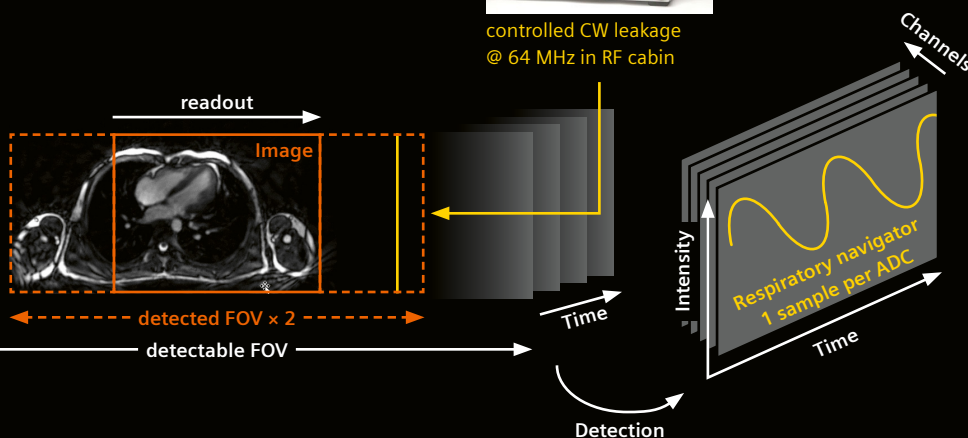 controlled CW leakage
@ 64 MHz in RF cabin
Channels
readout
Image
Intensity
Respiratory navigator
1 sample per ADC
Time
Time
detected FOV × 2
detectable FOV
Detection